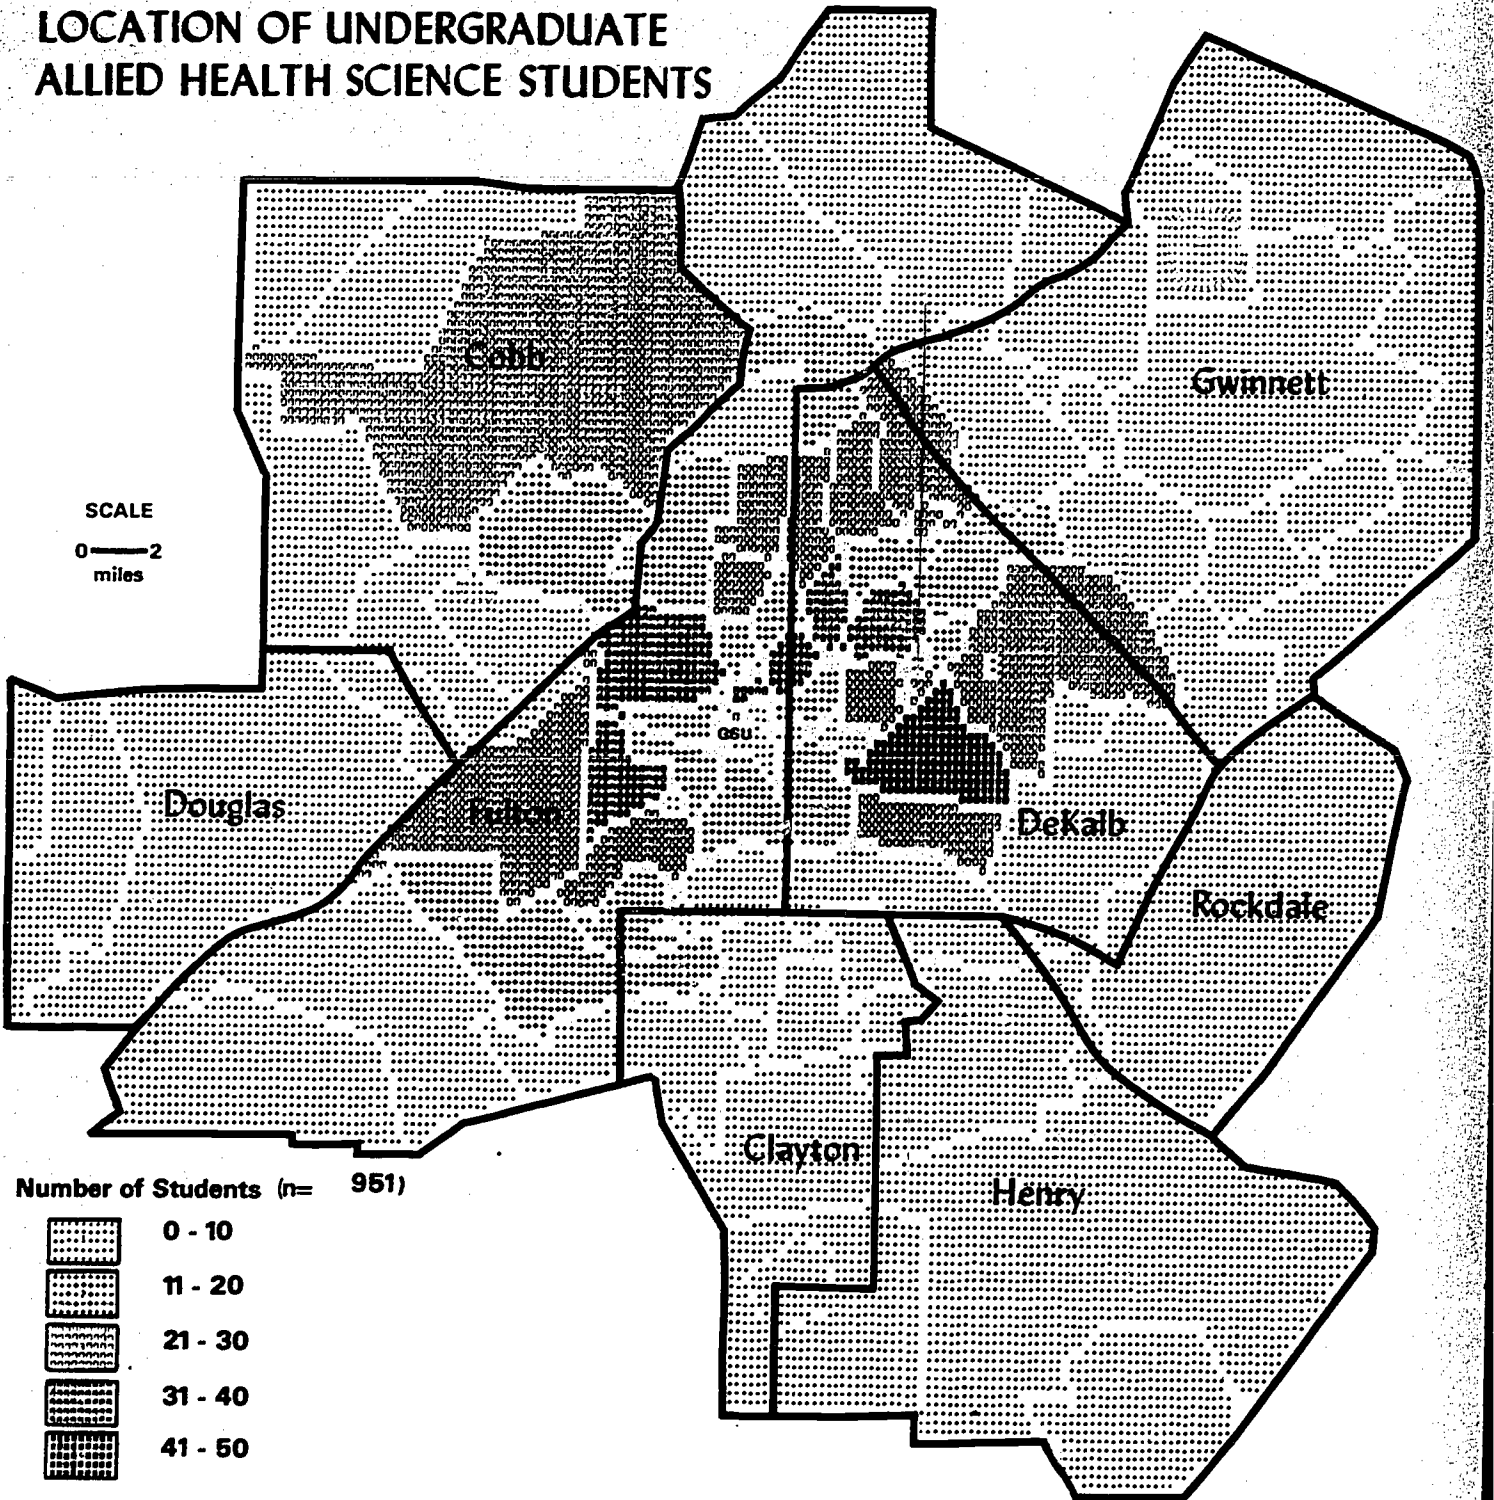 LOCATION OF UNDERGRADUATE
ALLIED HEALTH SCIENCE STUDENTS
Cobb
Gwinnett
SCALE
0 2
miles
GSU
Douglas
Fulton
DeKalb
Rockdale
Clayton
Henry
Number of Students (n= 951)
0 - 10
11 - 20
21 - 30
31 - 40
41 - 50